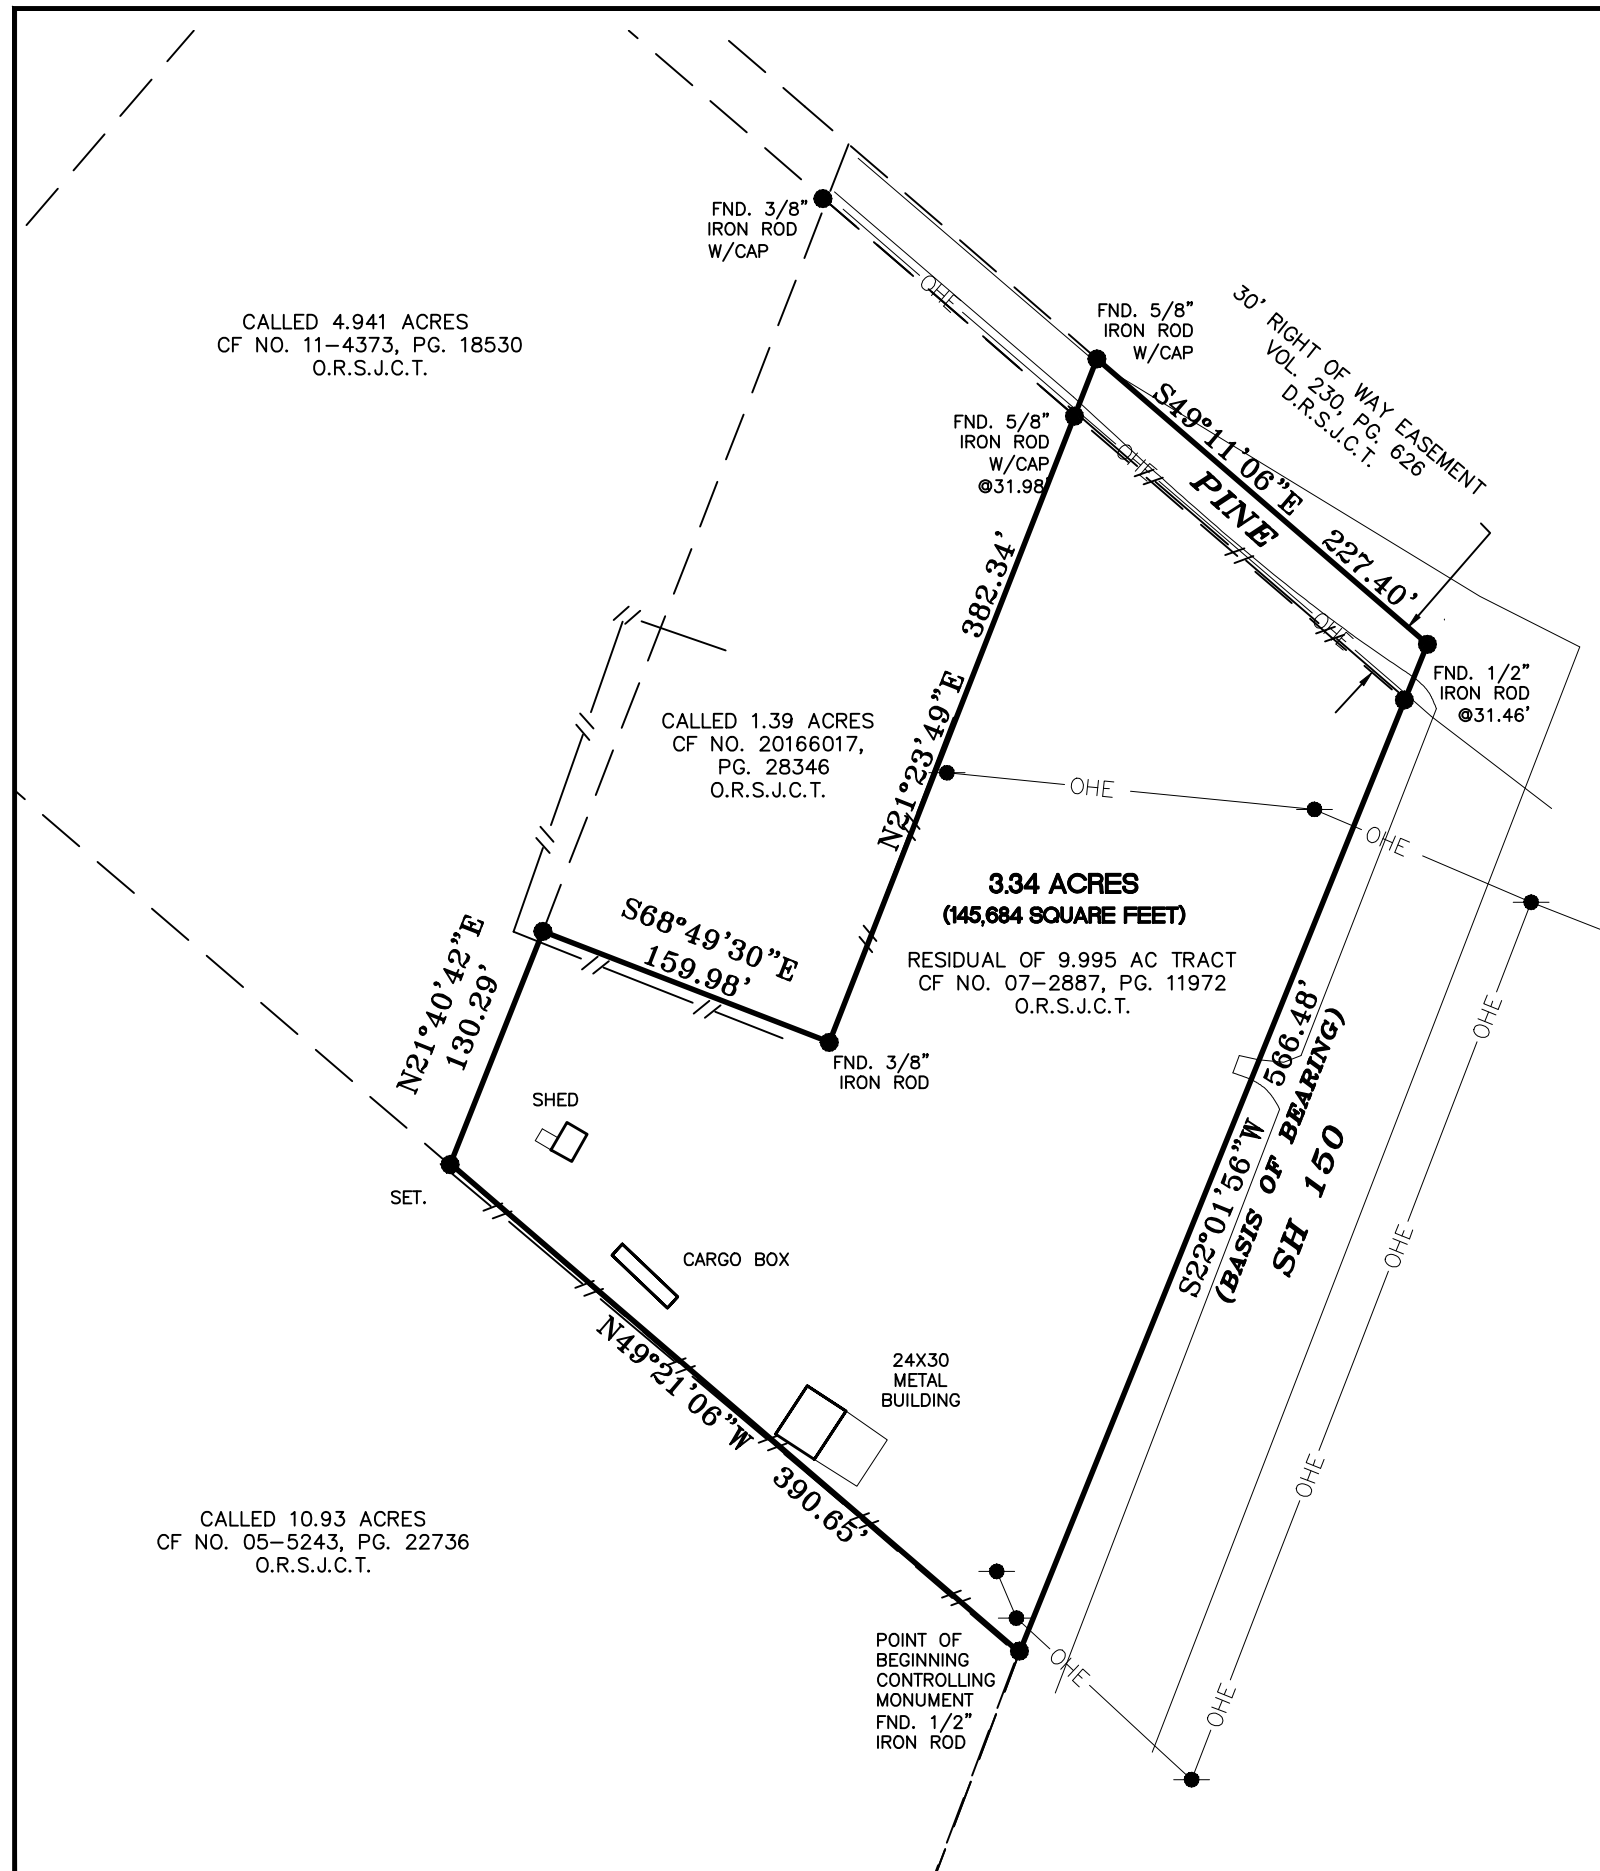 FND. 3/8"
IRON ROD
W/CAP
OHE
CALLED 4.941 ACRES
CF NO. 11-4373, PG. 18530
O.R.S.J.C.T.
FND. 5/8"
IRON ROD
W/CAP
30' RIGHT OF WAY EASEMENT
VOL. 230, PG. 626
D.R.S.J.C.T.
S49°11'06"E 227.40'
PINE
FND. 5/8"
IRON ROD
W/CAP
@31.98'
OHE
OHE
FND. 1/2"
IRON ROD
@31.46'
N21°23'49"E 382.34'
CALLED 1.39 ACRES
CF NO. 20166017,
PG. 28346
O.R.S.J.C.T.
OHE
OHE
3.34 ACRES
(145,684 SQUARE FEET)
RESIDUAL OF 9.995 AC TRACT
CF NO. 07-2887, PG. 11972
O.R.S.J.C.T.
S68°49'30"E
159.98'
N21°40'42"E
130.29'
FND. 3/8"
IRON ROD
SHED
SET.
S22°01'56"W 566.48'
(BASIS OF BEARING)
SH 150
OHE
OHE
OHE
OHE
CARGO BOX
N49°21'06"W 390.65'
24X30
METAL
BUILDING
CALLED 10.93 ACRES
CF NO. 05-5243, PG. 22736
O.R.S.J.C.T.
POINT OF
BEGINNING
CONTROLLING
MONUMENT
FND. 1/2"
IRON ROD
OHE